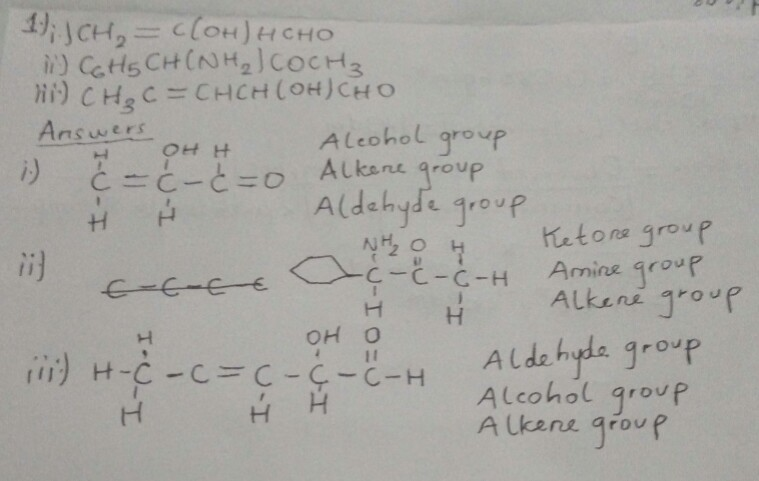 1.) i.) CH2 = C(OH)HCHO
ii) C6H5CH(NH2)COCH3
iii) CH3C = CHCH(OH)CHO
Answers
Alcohol group
H OH H
i.) C = C - C = O Alkene group
H H
Aldehyde group
Ketone group
NH2 O H
ii) C - C - C - C C - C - C - H Amine group
H H
Alkene group
H OH O
iii) H - C - C = C - C - C - H Aldehyde group
H H H
Alcohol group
Alkene group